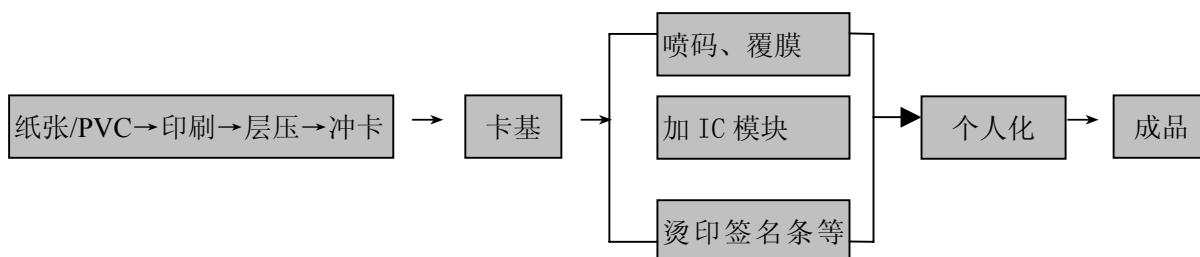 纸张/PVC→印刷→层压→冲卡
卡基
喷码、覆膜
加 IC 模块
烫印签名条等
个人化
成品